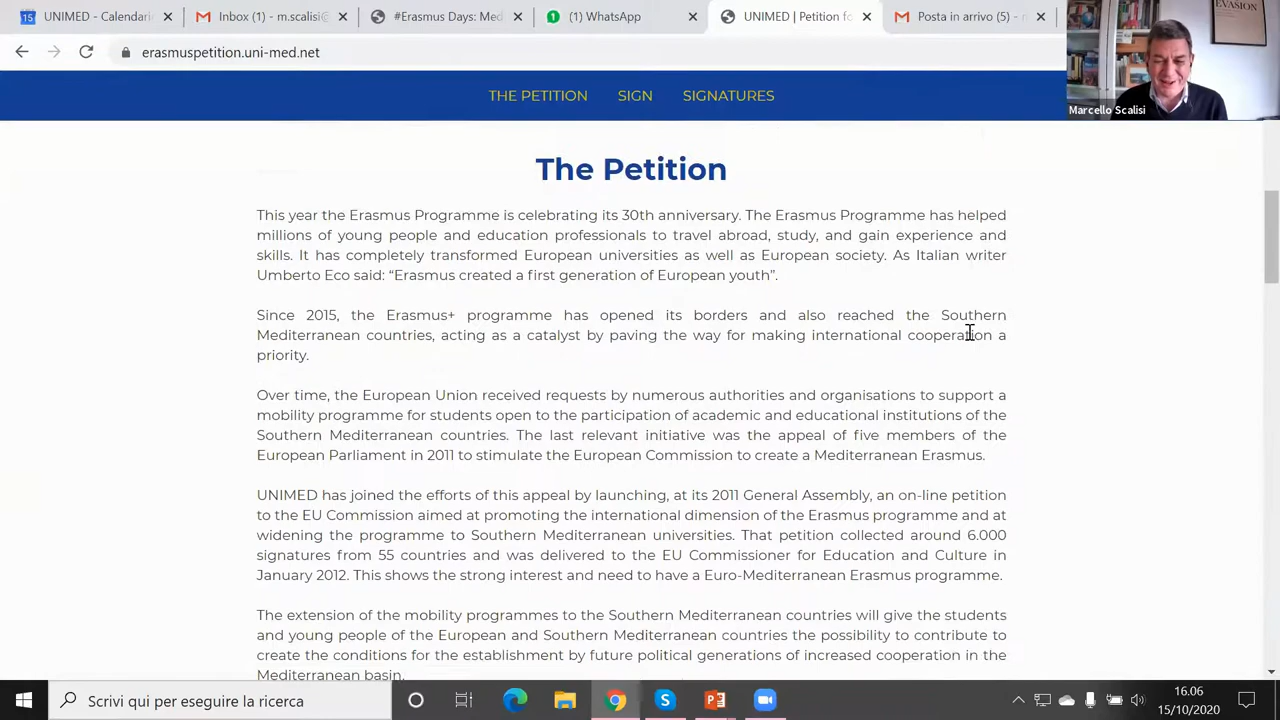 15
UNIMED - Calendari
Inbox (1) - m.scalisi@
#Erasmus Days: Med
(1) WhatsApp
UNIMED | Petition fo
Posta in arrivo (5) -
EVASION
erasmuspetition.uni-med.net
Marcello Scalisi
THE PETITION SIGN SIGNATURES
The Petition
This year the Erasmus Programme is celebrating its 30th anniversary. The Erasmus Programme has helped
millions of young people and education professionals to travel abroad, study, and gain experience and
skills. It has completely transformed European universities as well as European society. As Italian writer
Umberto Eco said: “Erasmus created a first generation of European youth”.
Since 2015, the Erasmus+ programme has opened its borders and also reached the Southern
Mediterranean countries, acting as a catalyst by paving the way for making international cooperation a
priority.
Over time, the European Union received requests by numerous authorities and organisations to support a
mobility programme for students open to the participation of academic and educational institutions of the
Southern Mediterranean countries. The last relevant initiative was the appeal of five members of the
European Parliament in 2011 to stimulate the European Commission to create a Mediterranean Erasmus.
UNIMED has joined the efforts of this appeal by launching, at its 2011 General Assembly, an on-line petition
to the EU Commission aimed at promoting the international dimension of the Erasmus programme and at
widening the programme to Southern Mediterranean universities. That petition collected around 6.000
signatures from 55 countries and was delivered to the EU Commissioner for Education and Culture in
January 2012. This shows the strong interest and need to have a Euro-Mediterranean Erasmus programme.
The extension of the mobility programmes to the Southern Mediterranean countries will give the students
and young people of the European and Southern Mediterranean countries the possibility to contribute to
create the conditions for the establishment by future political generations of increased cooperation in the
Mediterranean basin.
Scrivi qui per eseguire la ricerca
16.06
15/10/2020